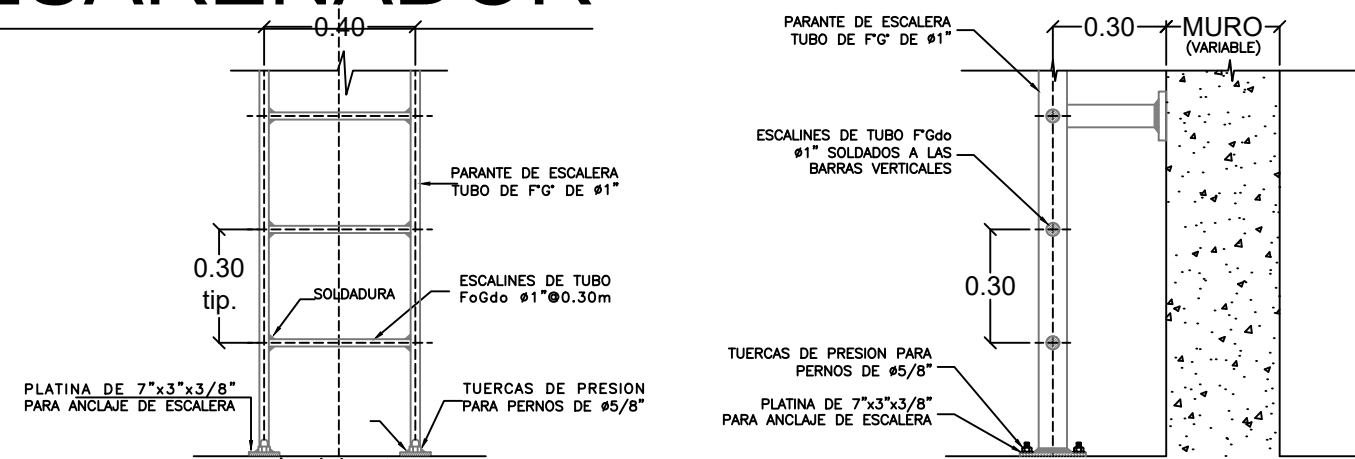 0.40
PARANTE DE ESCALERA
TUBO DE F°G° DE ø1"
0.30
tip.
SOLDADURA
ESCALINES DE TUBO
FoGdo ø1"@0.30m
PLATINA DE 7"x3"x3/8"
PARA ANCLAJE DE ESCALERA
TUERCAS DE PRESION
PARA PERNOS DE ø5/8"
PARANTE DE ESCALERA
TUBO DE F°G° DE ø1"
0.30
MURO
(VARIABLE)
ESCALINES DE TUBO F°Gdo
ø1" SOLDADOS A LAS
BARRAS VERTICALES
0.30
TUERCAS DE PRESION PARA
PERNOS DE ø5/8"
PLATINA DE 7"x3"x3/8"
PARA ANCLAJE DE ESCALERA